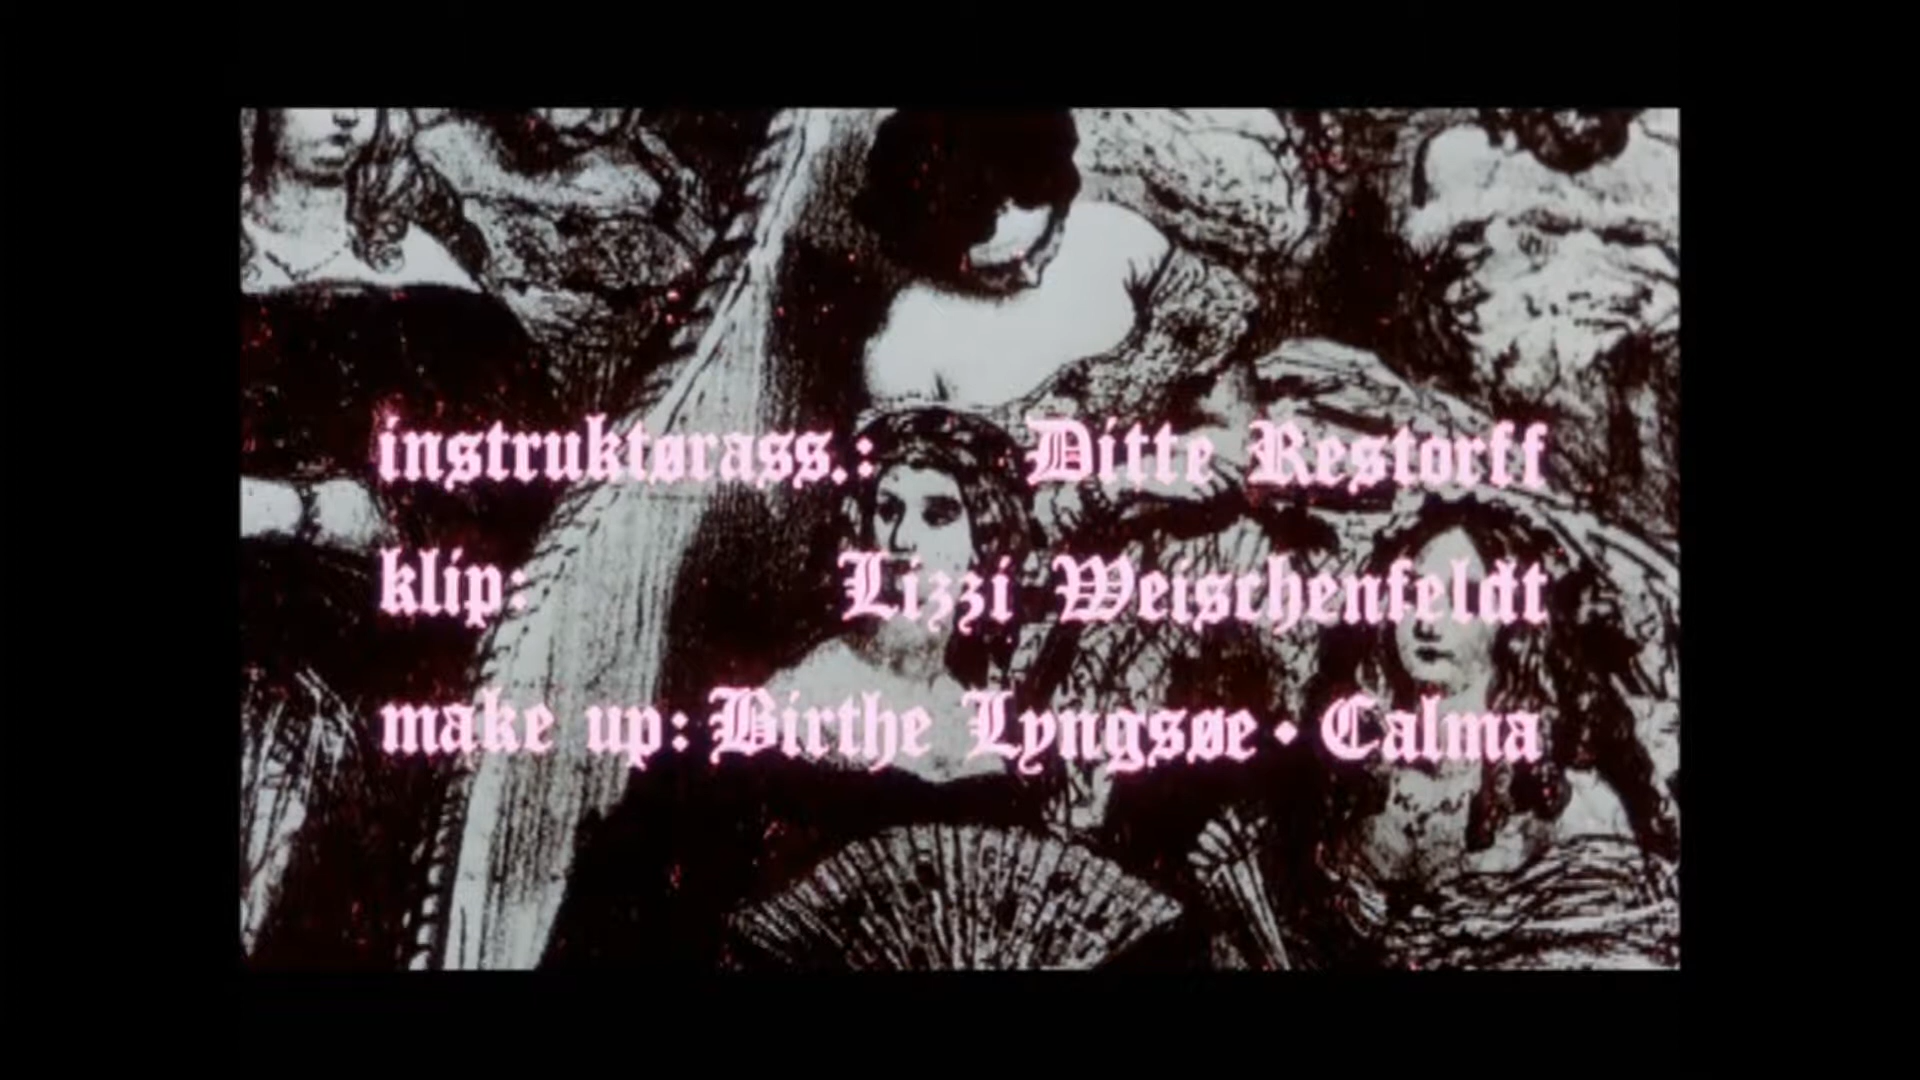 instruktørass.: Ditte Restorff
klip: Lizzi Weischenfeldt
make up: Birthe Lyngsøe • Calma